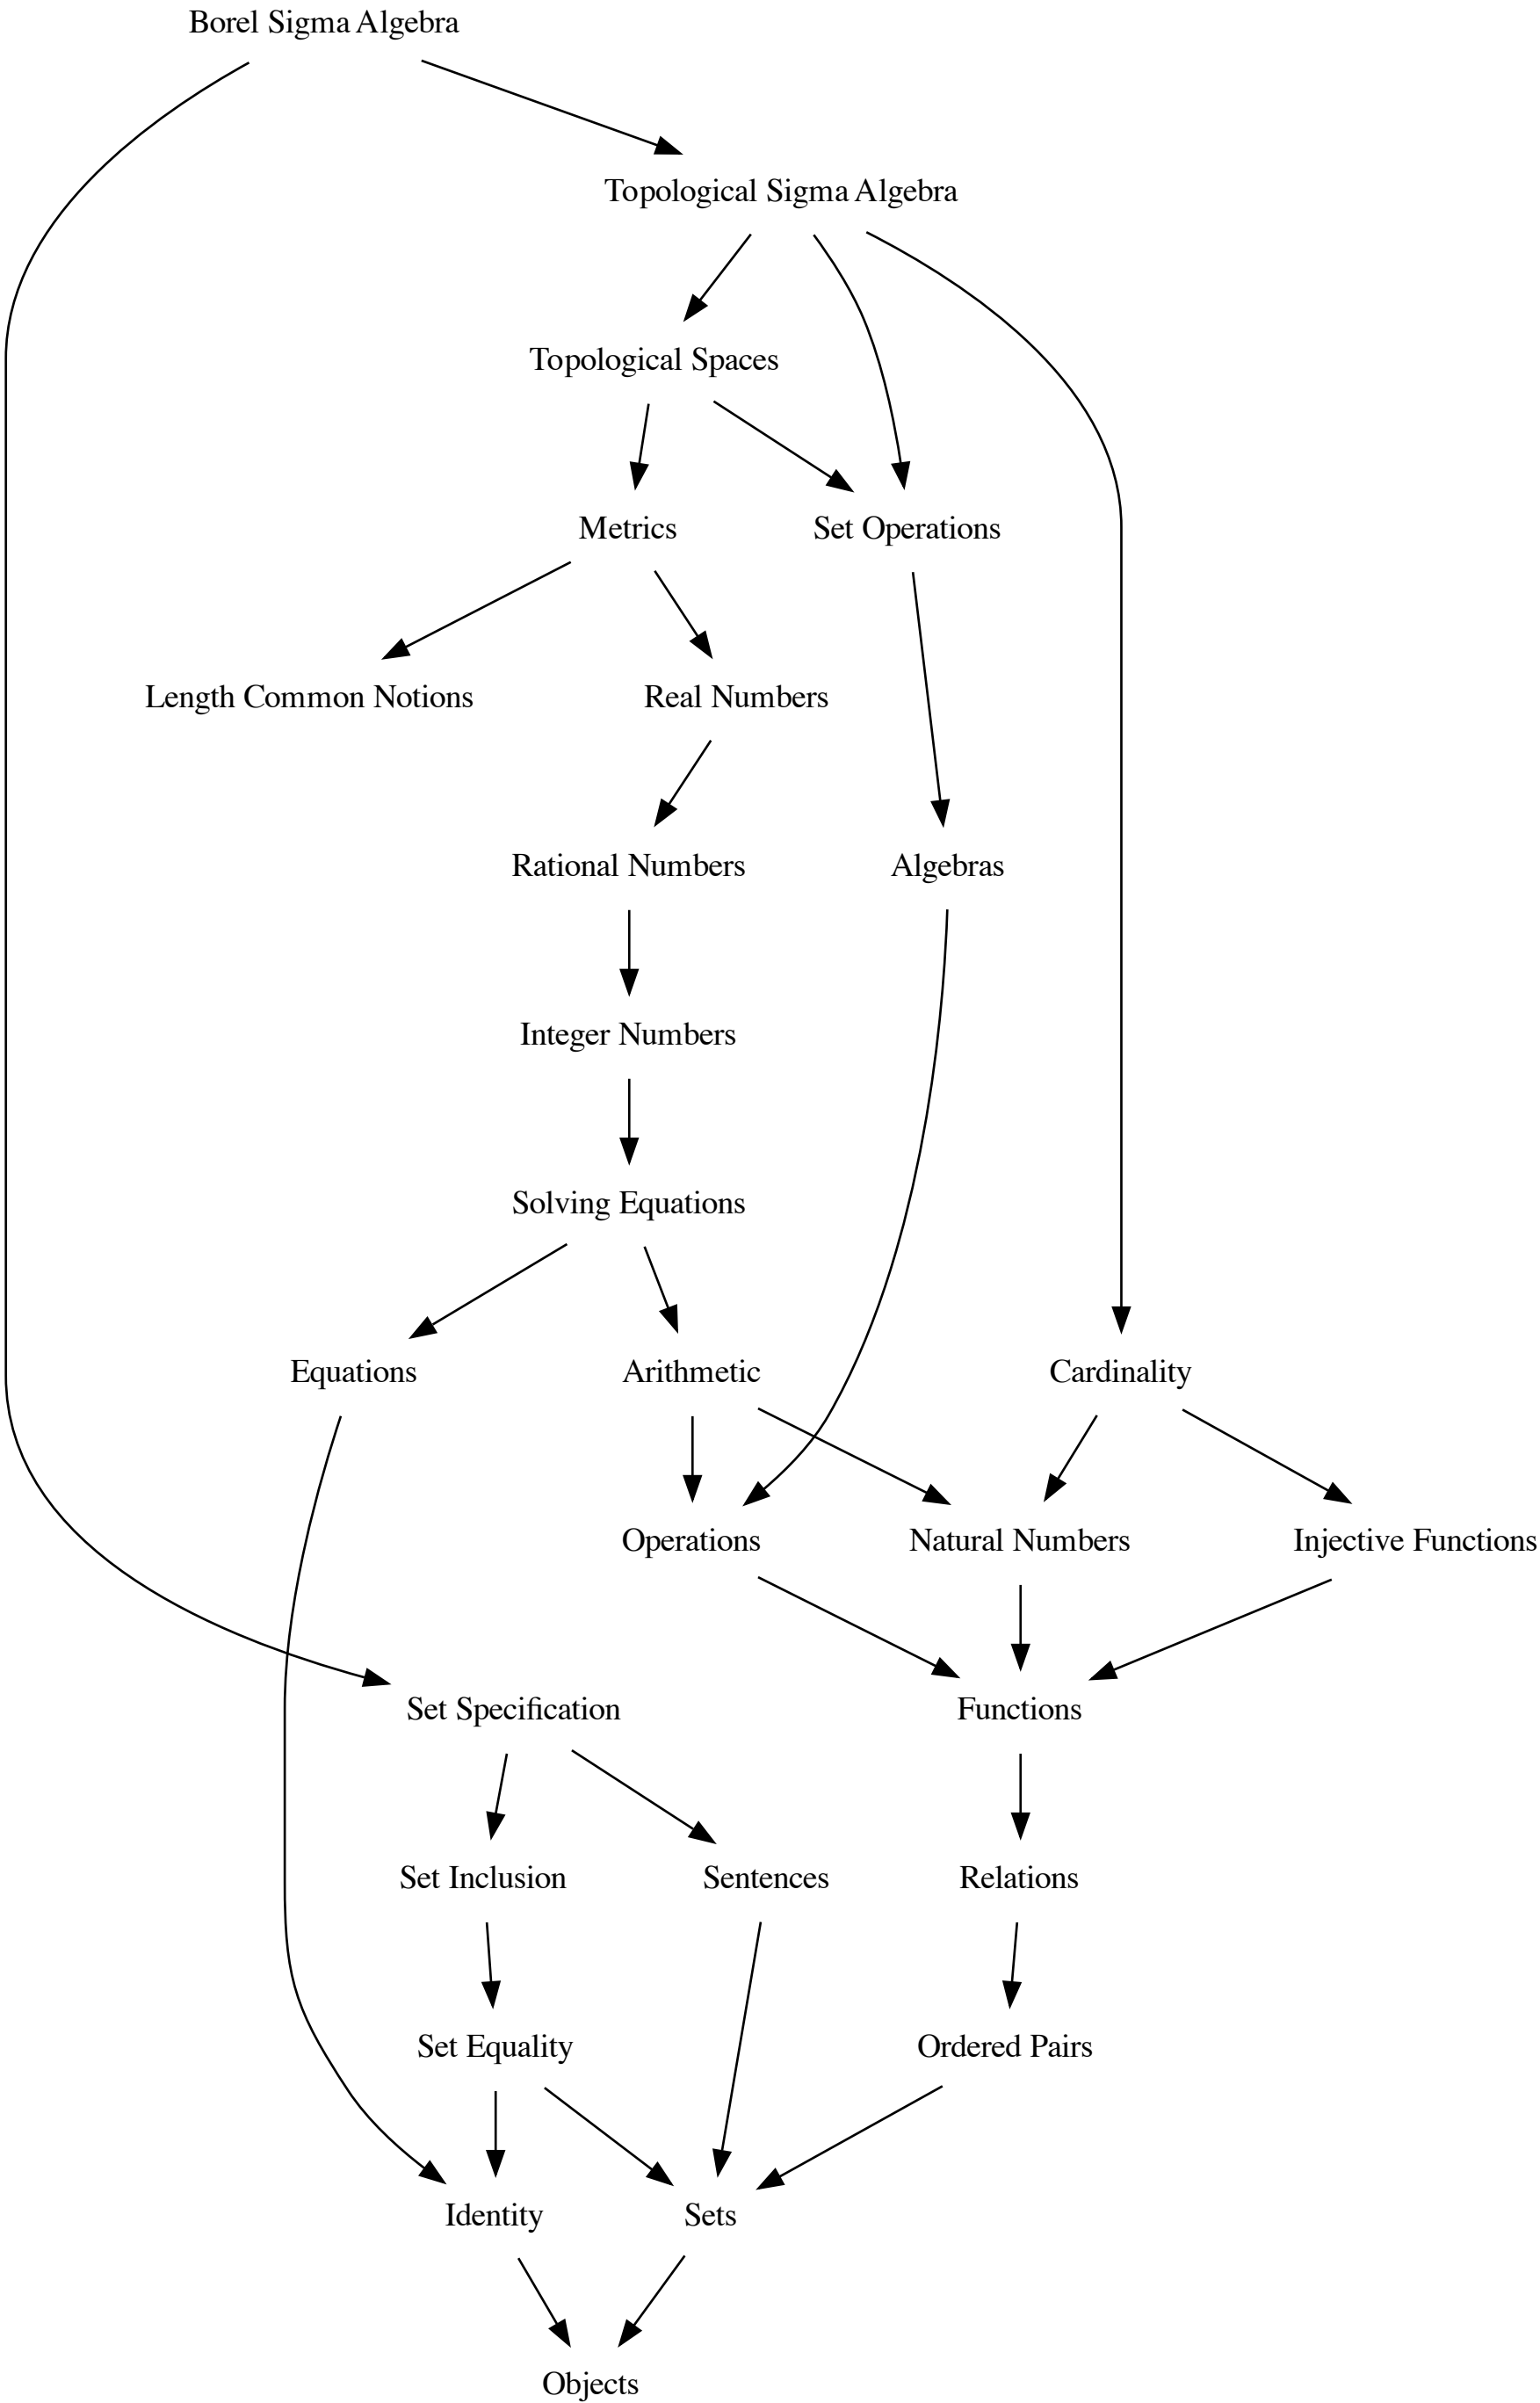 Borel Sigma Algebra
Topological Sigma Algebra
Topological Spaces
Metrics
Set Operations
Length Common Notions
Real Numbers
Rational Numbers
Algebras
Integer Numbers
Solving Equations
Equations
Arithmetic
Cardinality
Operations
Natural Numbers
Injective Functions
Set Specification
Functions
Set Inclusion
Sentences
Relations
Set Equality
Ordered Pairs
Identity
Sets
Objects